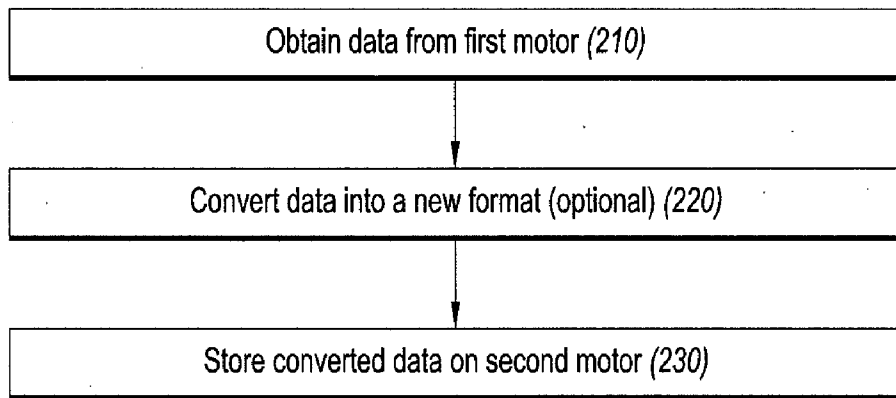 Obtain data from first motor (210)
Convert data into a new format (optional) (220)
Store converted data on second motor (230)